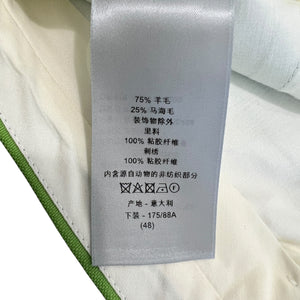 75% 羊毛
25% 马海毛
装饰物除外
里料
100% 粘胶纤维
刺绣
100% 粘胶纤维
内含源自动物的非纺织部分
产地 - 意大利
下装 - 175/88A
(48)